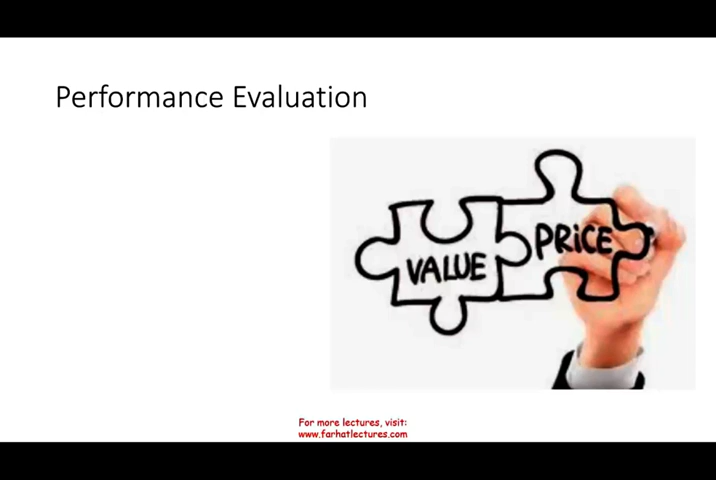 Performance Evaluation
VALUE
PRiCE
For more lectures, visit:
www.farhatlectures.com